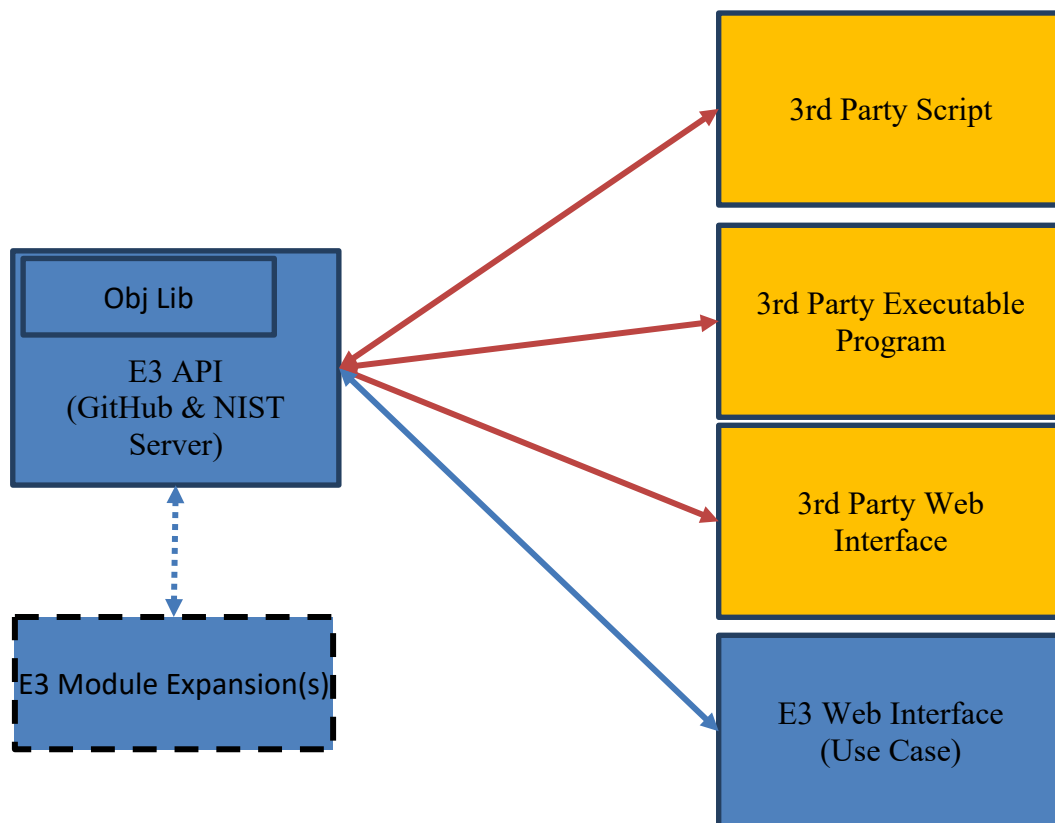 3rd Party Script
3rd Party Executable
Program
3rd Party Web
Interface
E3 Web Interface
(Use Case)
Obj Lib
E3 API
(GitHub & NIST
Server)
E3 Module Expansion(s)